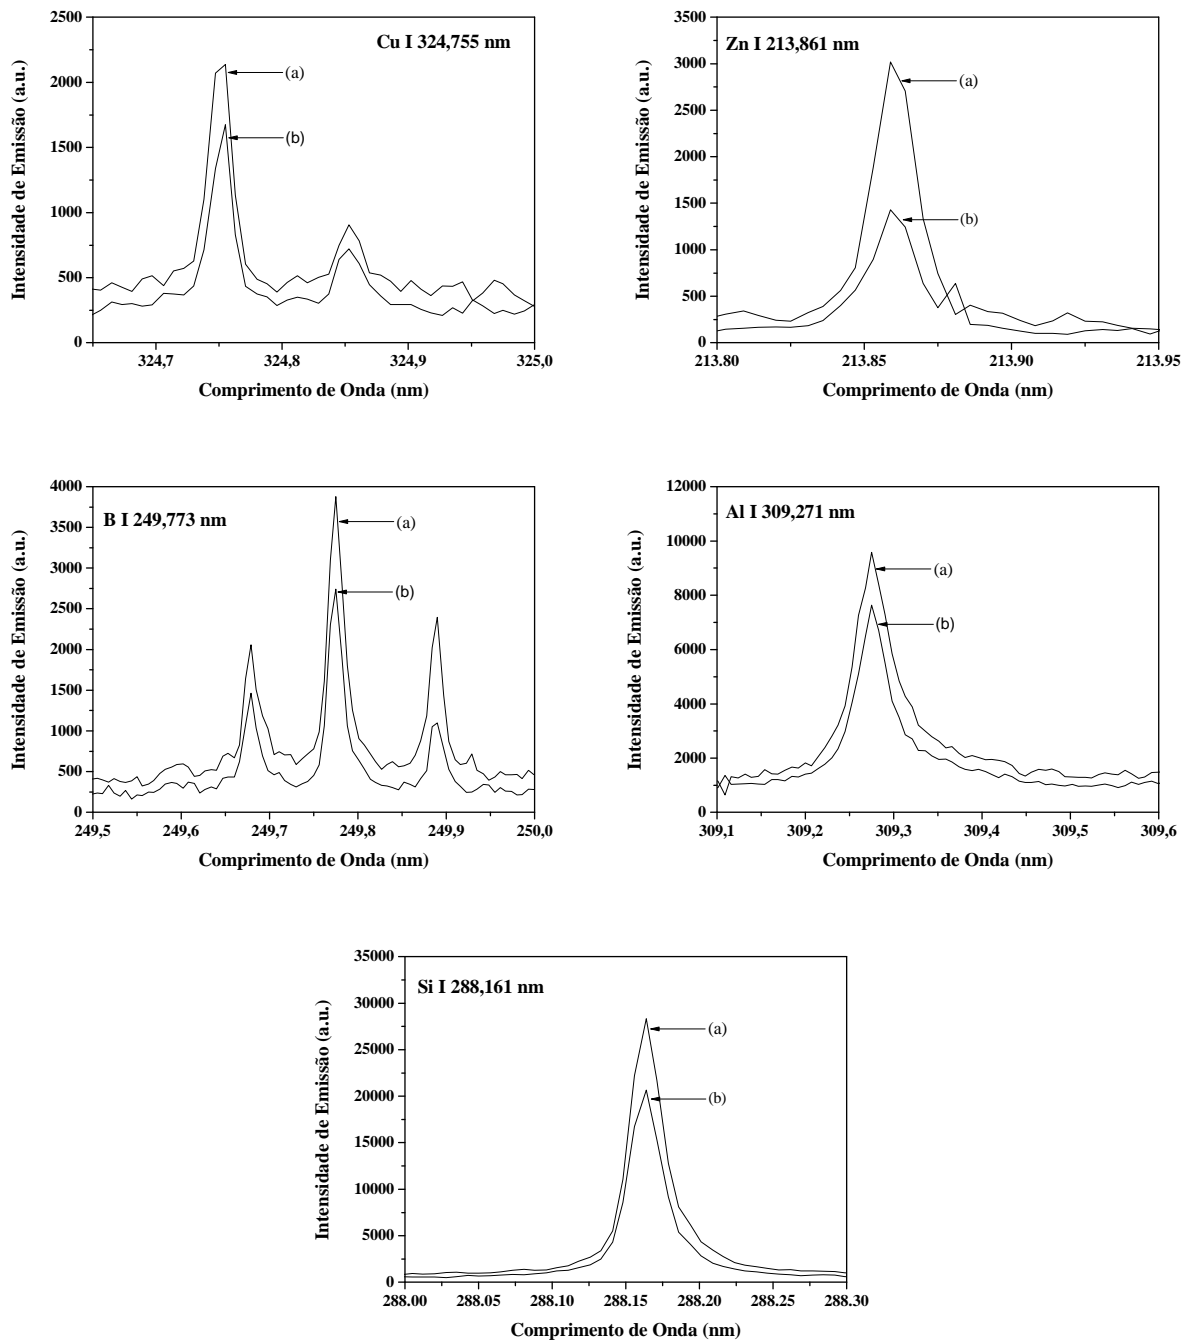 Cu I 324,755 nm
(a)
(b)
2500
2000
1500
1000
500
0
324,7
324,8
324,9
325,0
Intensidade de Emissão (a.u.)
Comprimento de Onda (nm)
Zn I 213,861 nm
(a)
(b)
3500
3000
2500
2000
1500
1000
500
0
213.80
213.85
213.90
213.95
Intensidade de Emissão (a.u.)
Comprimento de Onda (nm)
B I 249,773 nm
(a)
(b)
4000
3500
3000
2500
2000
1500
1000
500
0
249,5
249,6
249,7
249,8
249,9
250,0
Intensidade de Emissão (a.u.)
Comprimento de Onda (nm)
Al I 309,271 nm
(a)
(b)
12000
10000
8000
6000
4000
2000
0
309,1
309,2
309,3
309,4
309,5
309,6
Intensidade de Emissão (a.u.)
Comprimento de Onda (nm)
Si I 288,161 nm
(a)
(b)
35000
30000
25000
20000
15000
10000
5000
0
288.00
288.05
288.10
288.15
288.20
288.25
288.30
Intensidade de Emissão (a.u.)
Comprimento de Onda (nm)